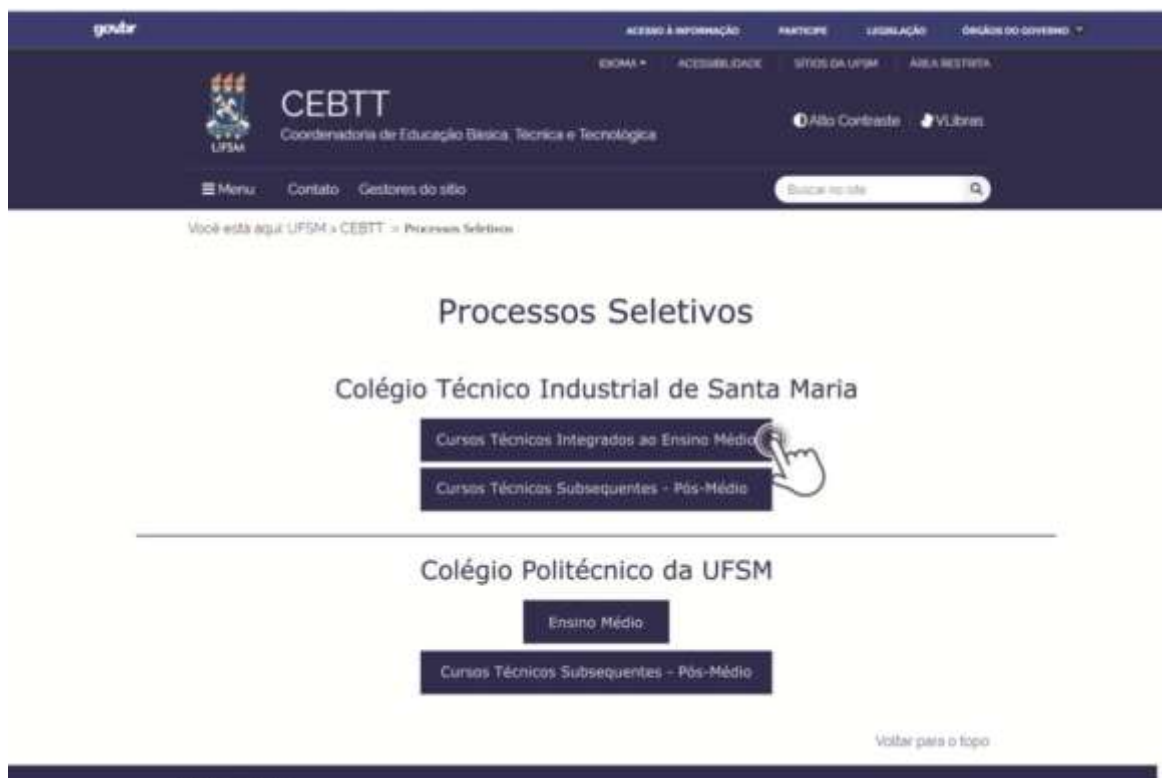 govbr
ACESSO À INFORMAÇÃO PARTICIPE LEGISLAÇÃO ÓRGÃOS DO GOVERNO
IDIOMA ACESSIBILIDADE SÍTIOS DA UFSM ÁREA RESTRITA
UFSM
CEBTT
Coordenadoria de Educação Básica, Técnica e Tecnológica
Alto Contraste VLibras
Menu Contato Gestores do sítio
Buscar no site
Você está aqui: UFSM > CEBTT > Processos Seletivos
Processos Seletivos
Colégio Técnico Industrial de Santa Maria
Cursos Técnicos Integrados ao Ensino Médio
Cursos Técnicos Subsequentes - Pós-Médio
Colégio Politécnico da UFSM
Ensino Médio
Cursos Técnicos Subsequentes - Pós-Médio
Voltar para o topo